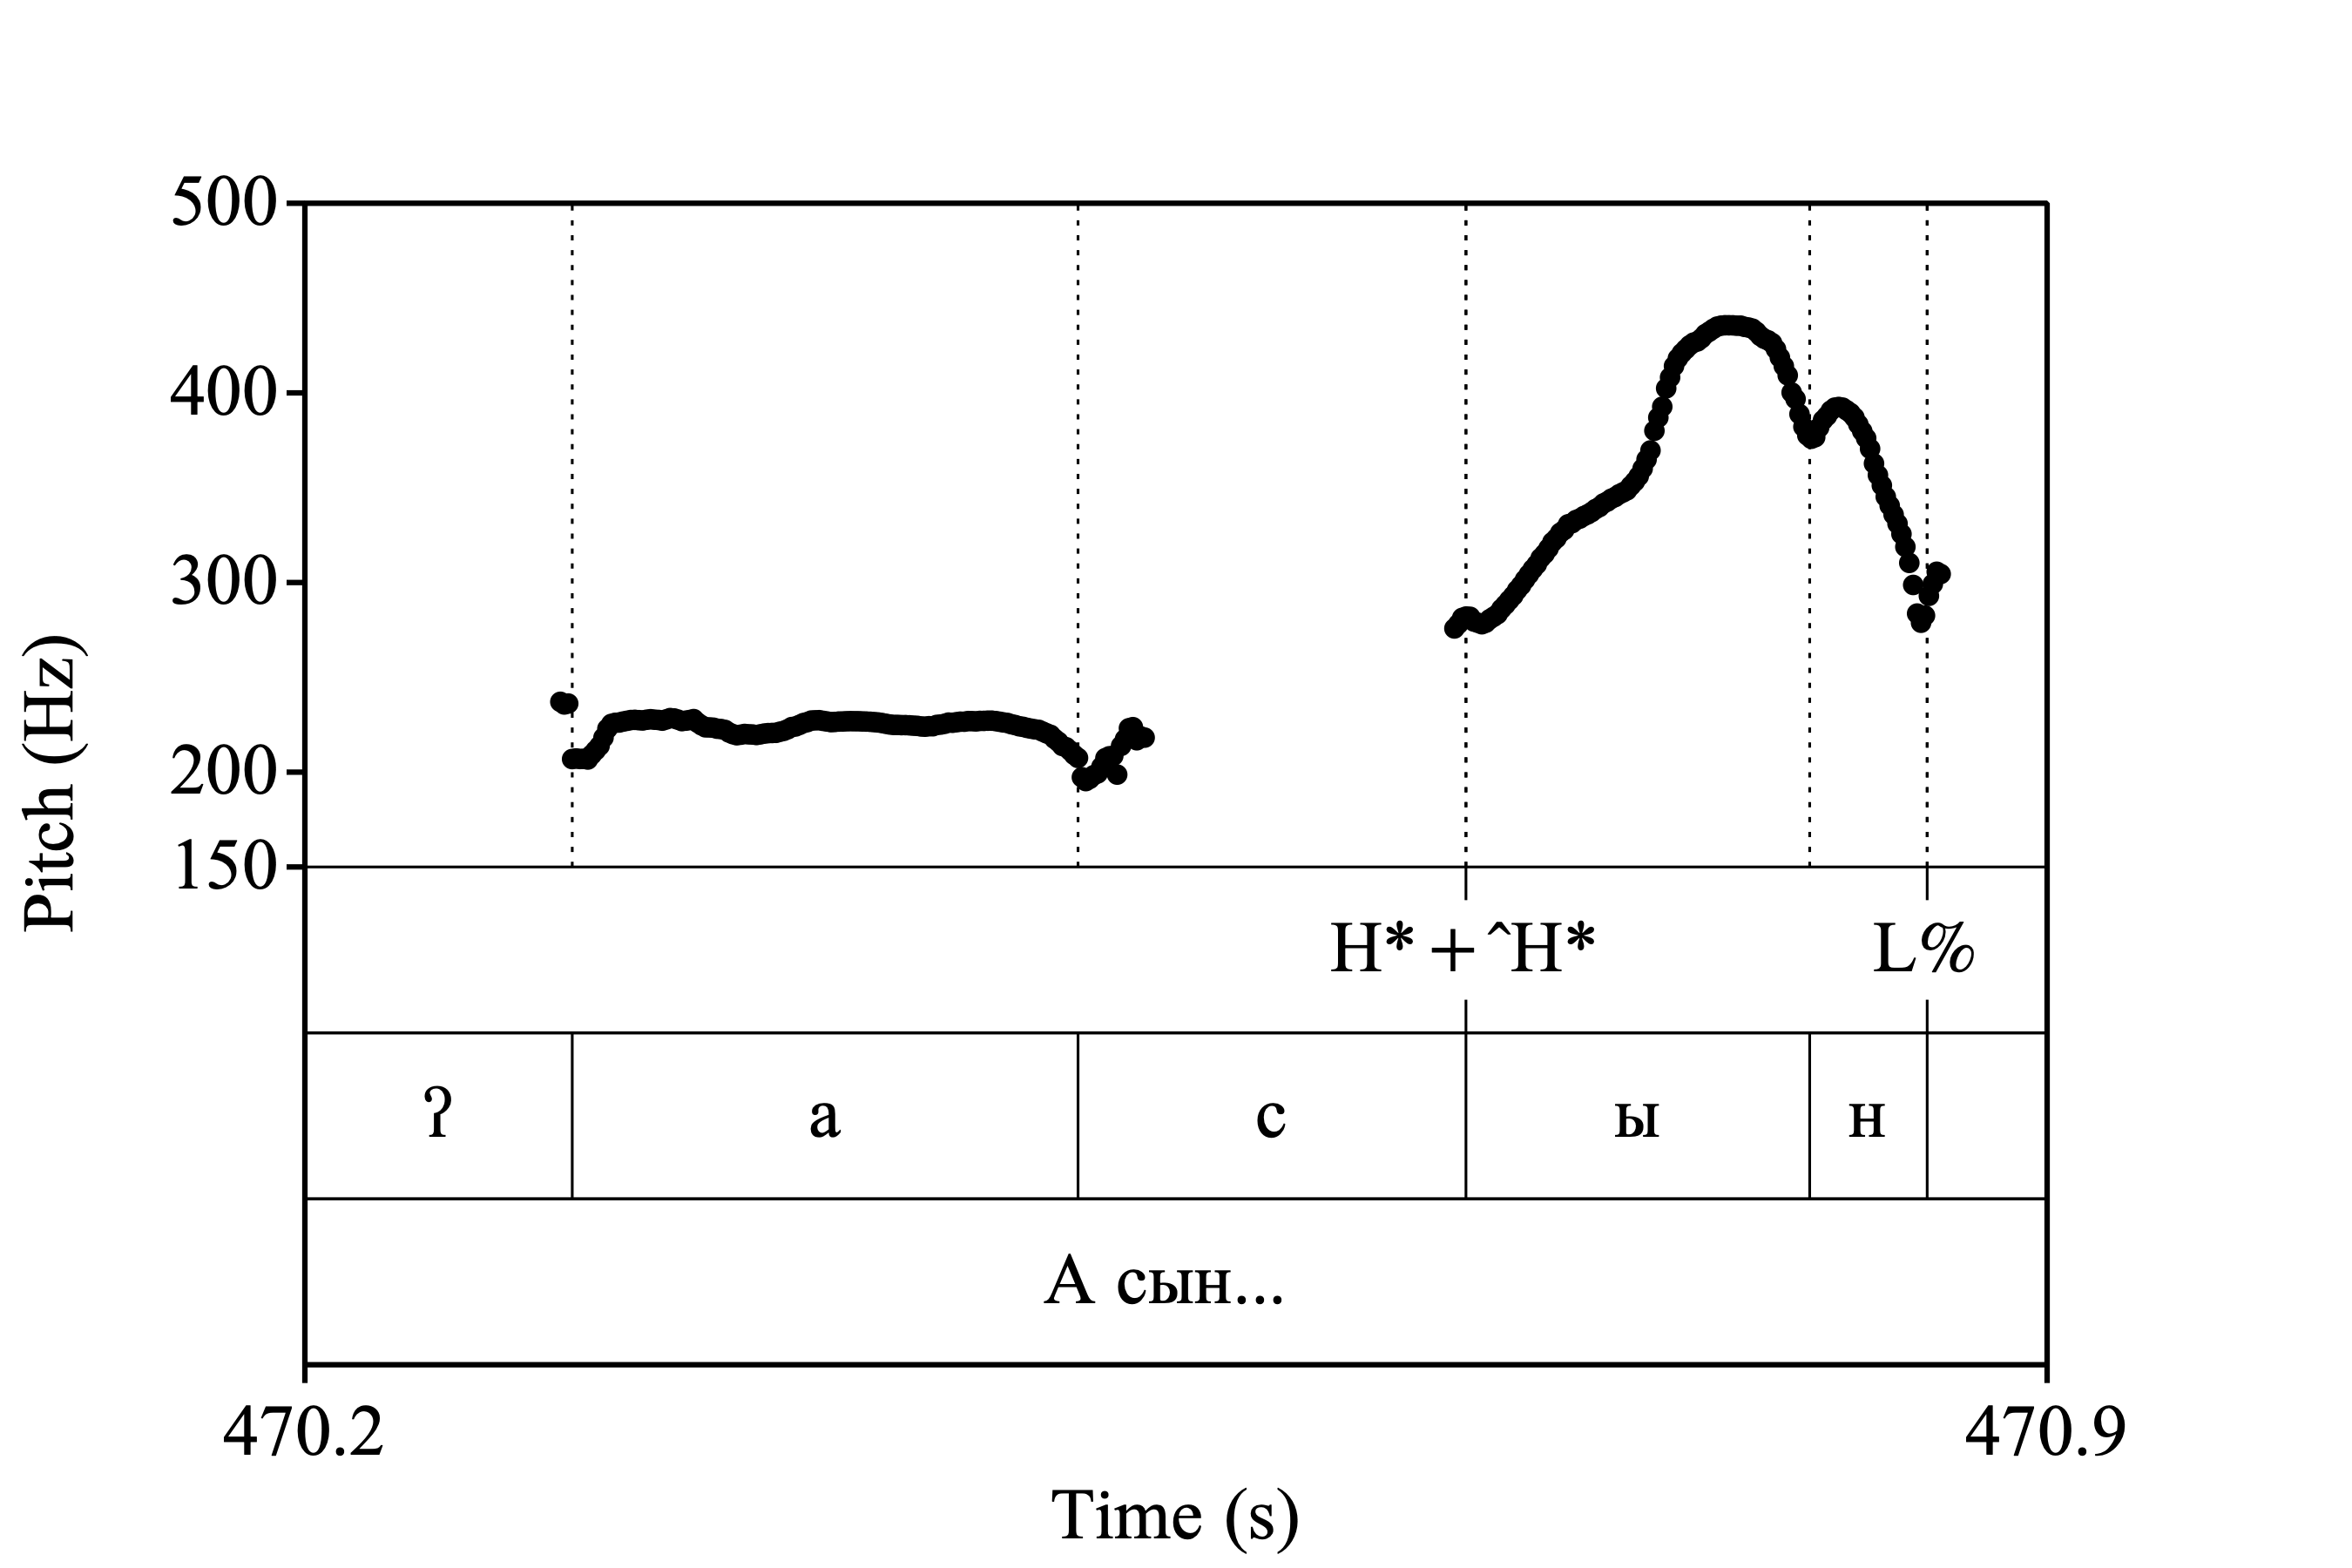 500
400
300
200
150
Pitch (Hz)
H* + ^H* L%
ʔ а с ы н
А сын...
470.2 470.9
Time (s)